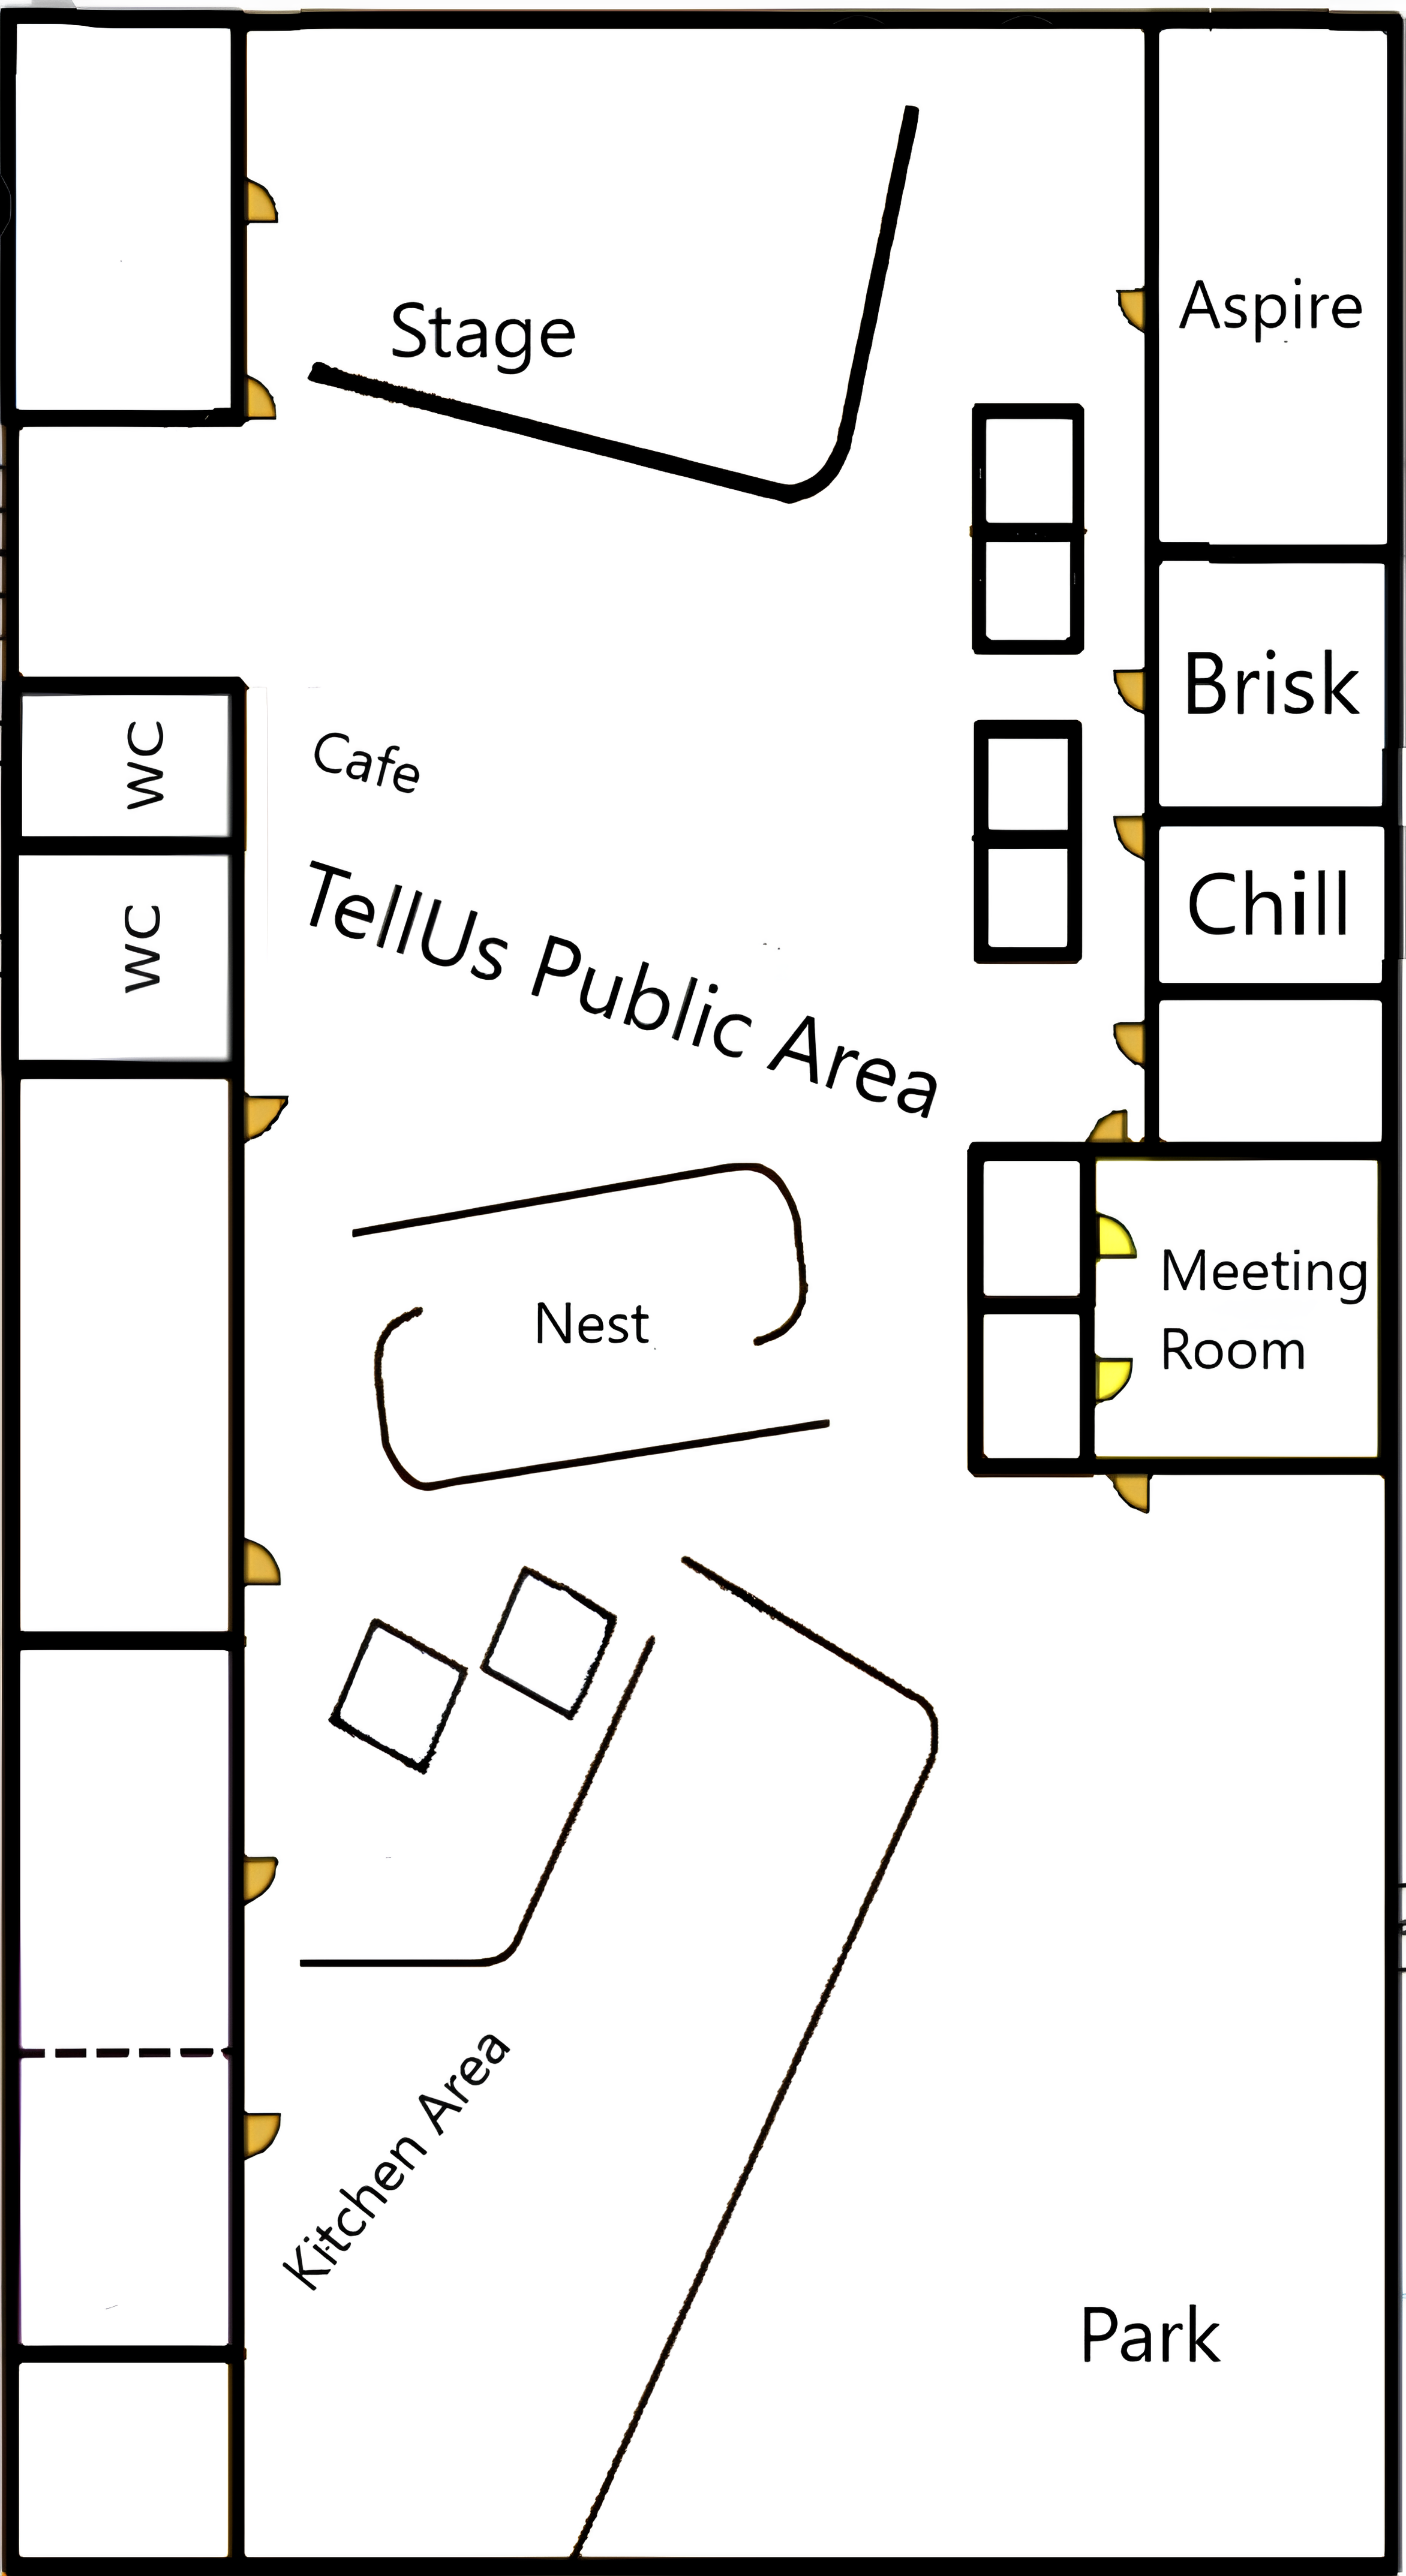 Stage
Aspire
Brisk
WC
Cafe
Chill
WC
TellUs Public Area
Nest
Meeting
Room
Kitchen Area
Park